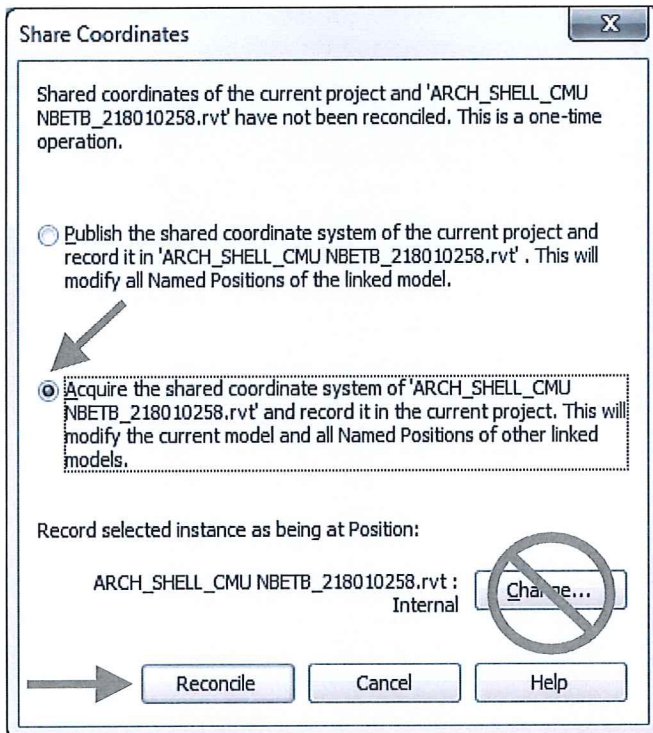 Share Coordinates
X
Shared coordinates of the current project and 'ARCH_SHELL_CMU
NBETB_218010258.rvt' have not been reconciled. This is a one-time
operation.
Publish the shared coordinate system of the current project and
record it in 'ARCH_SHELL_CMU NBETB_218010258.rvt' . This will
modify all Named Positions of the linked model.
Acquire the shared coordinate system of 'ARCH_SHELL_CMU
NBETB_218010258.rvt' and record it in the current project. This will
modify the current model and all Named Positions of other linked
models.
Record selected instance as being at Position:
ARCH_SHELL_CMU NBETB_218010258.rvt :
Internal
Change...
Reconcile
Cancel
Help